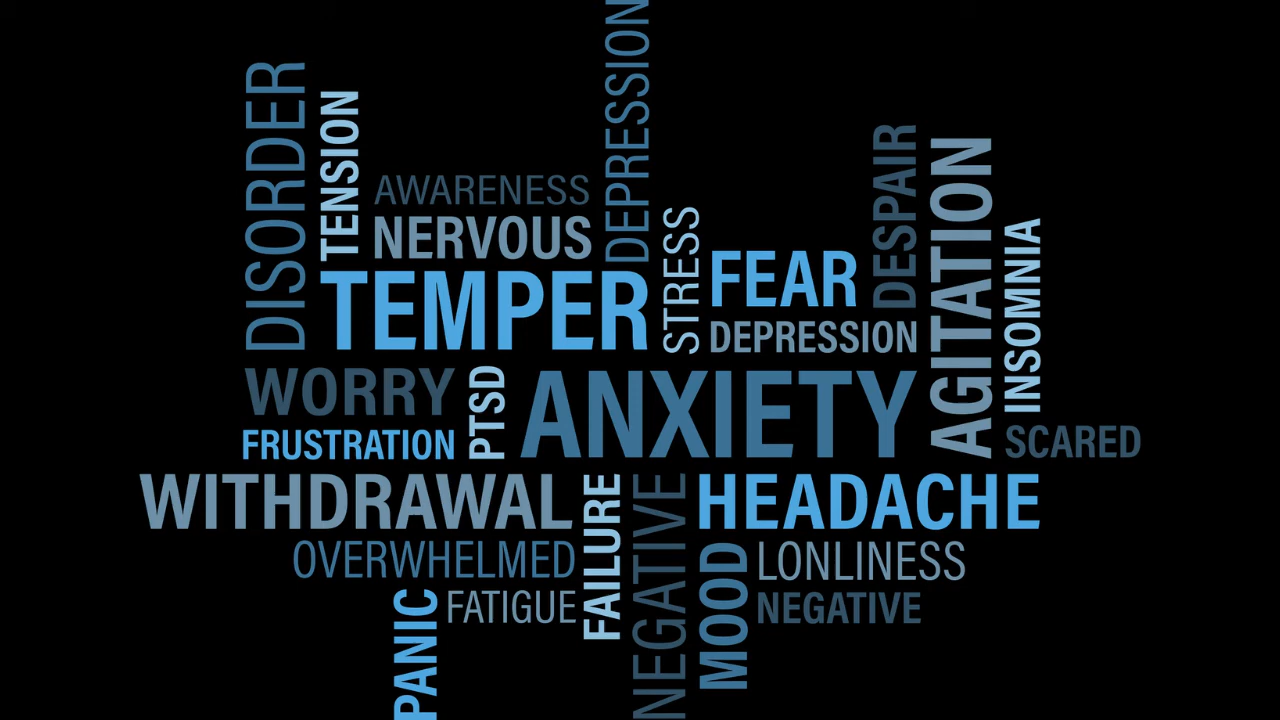 DISORDER
TENSION
AWARENESS
NERVOUS
TEMPER
DEPRESSION
STRESS
FEAR
DEPRESSION
DESPAIR
AGITATION
INSOMNIA
WORRY
FRUSTRATION
PTSD
ANXIETY
SCARED
WITHDRAWAL
OVERWHELMED
PANIC
FATIGUE
FAILURE
NEGATIVE
HEADACHE
MOOD
LONLINESS
NEGATIVE